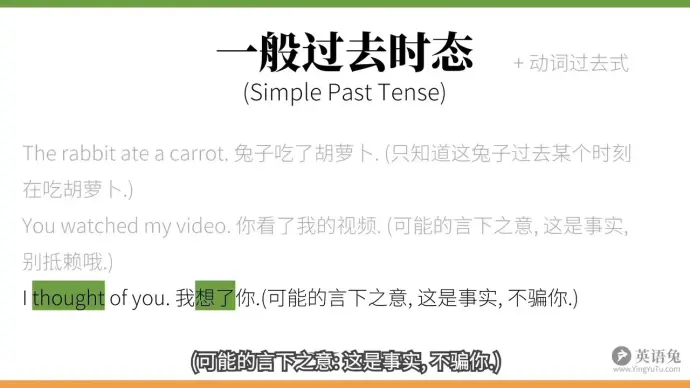 一般过去时态
+ 动词过去式
(Simple Past Tense)
The rabbit ate a carrot. 兔子吃了胡萝卜. (只知道这兔子过去某个时刻
在吃胡萝卜.)
You watched my video. 你看了我的视频. (可能的言下之意, 这是事实,
别抵赖哦.)
I thought of you. 我想了你.(可能的言下之意, 这是事实, 不骗你.)
(可能的言下之意: 这是事实, 不骗你.)
英语兔
www.YingYuTu.com